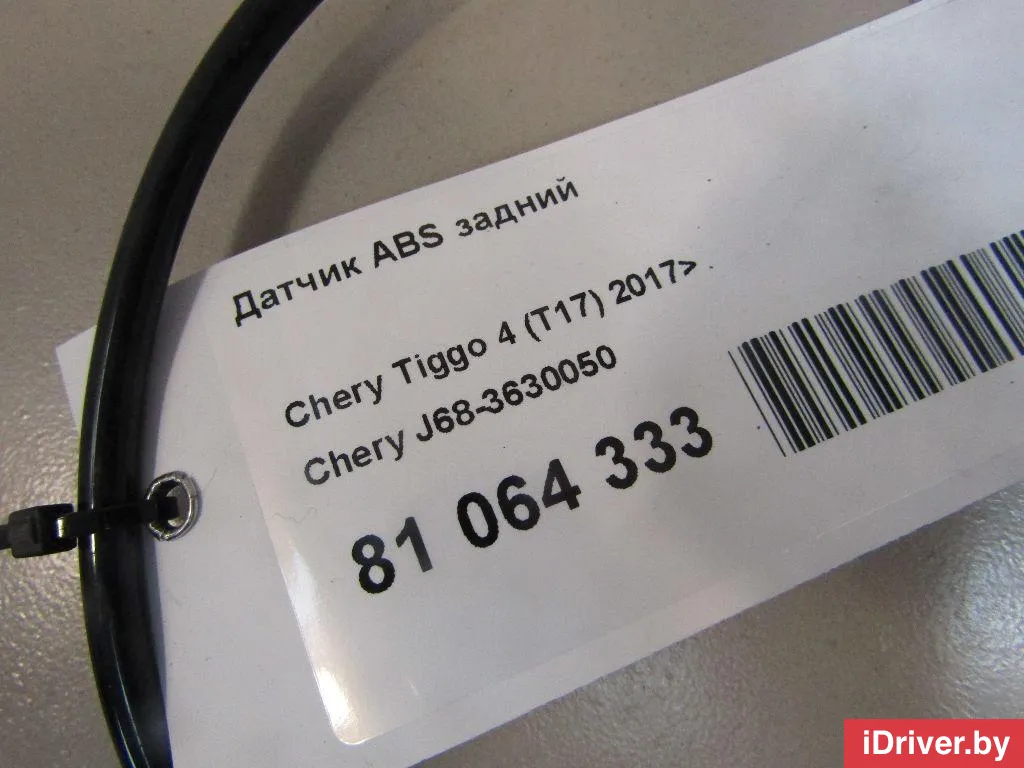 Датчик ABS задний
Chery Tiggo 4 (T17) 2017>
Chery J68-3630050
81 064 333
iDriver.by